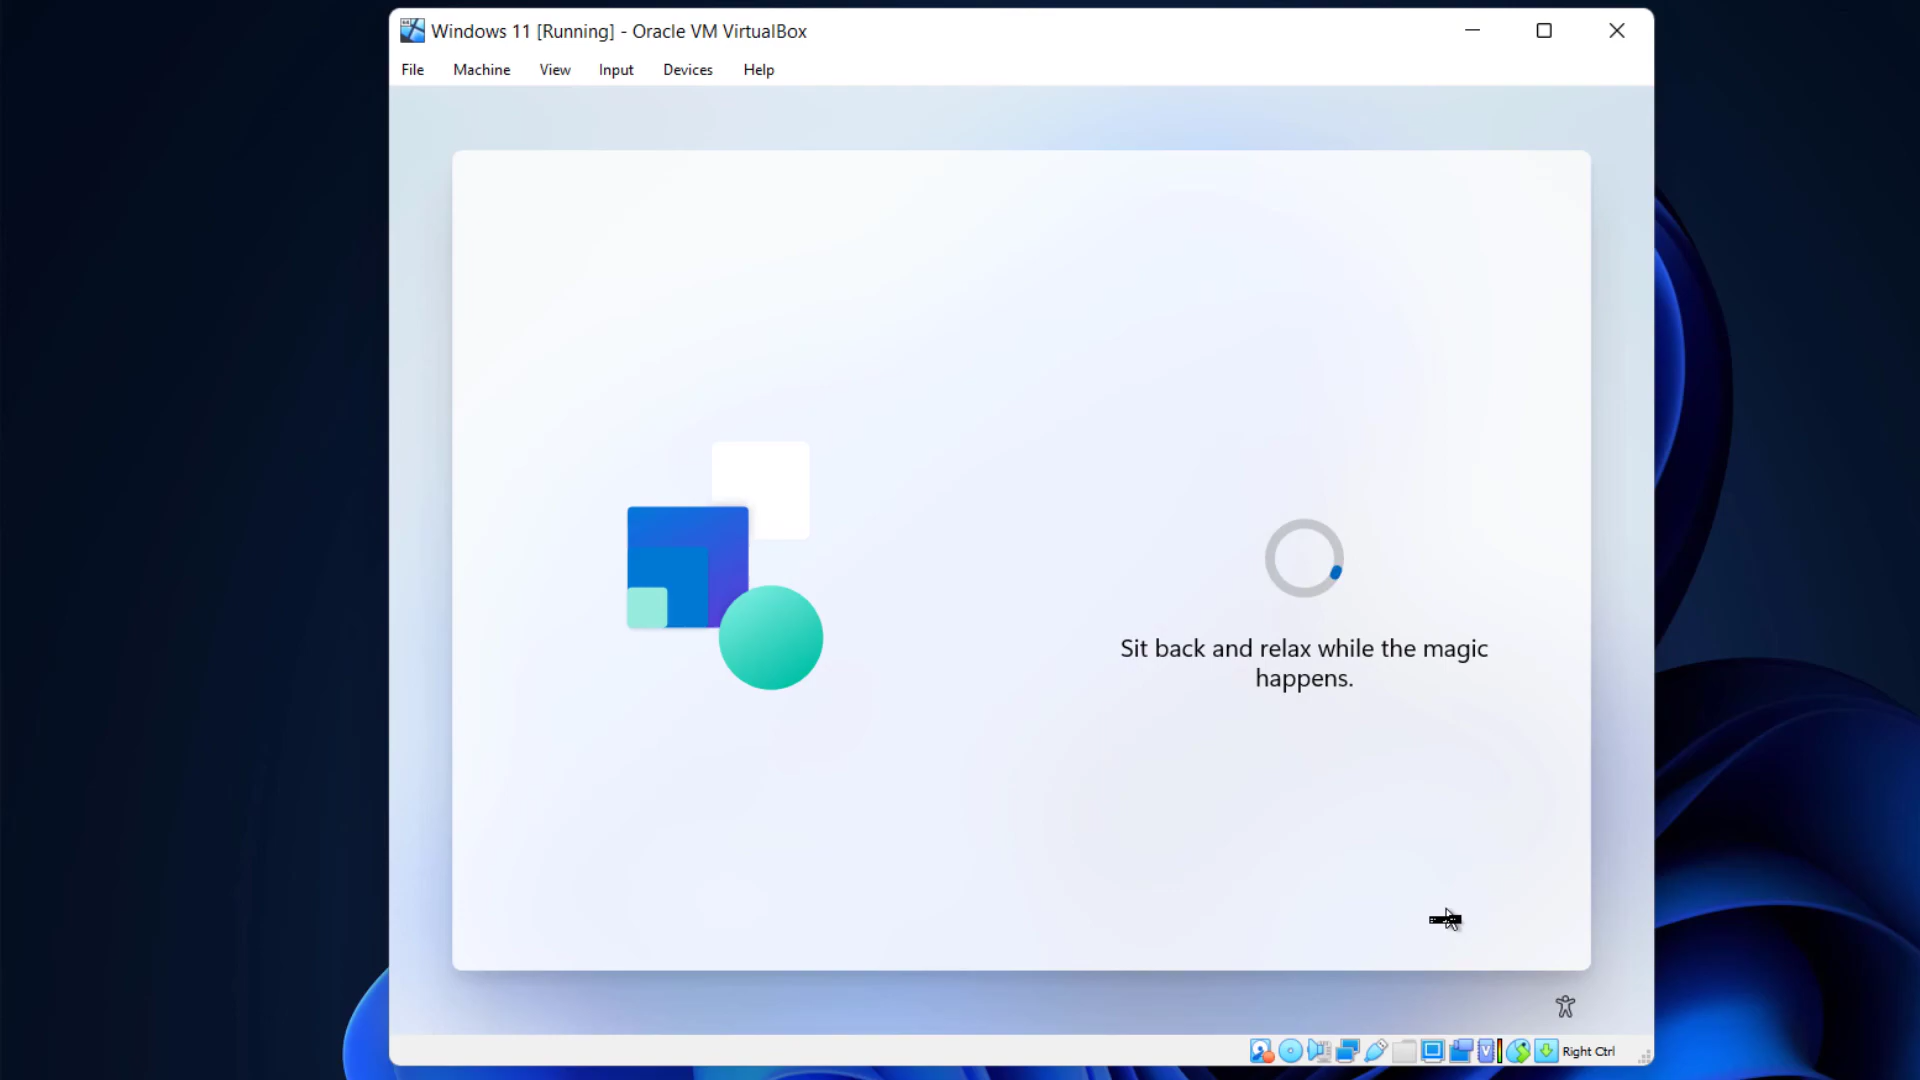 Windows 11 [Running] - Oracle VM VirtualBox
File Machine View Input Devices Help
Sit back and relax while the magic
happens.
Right Ctrl